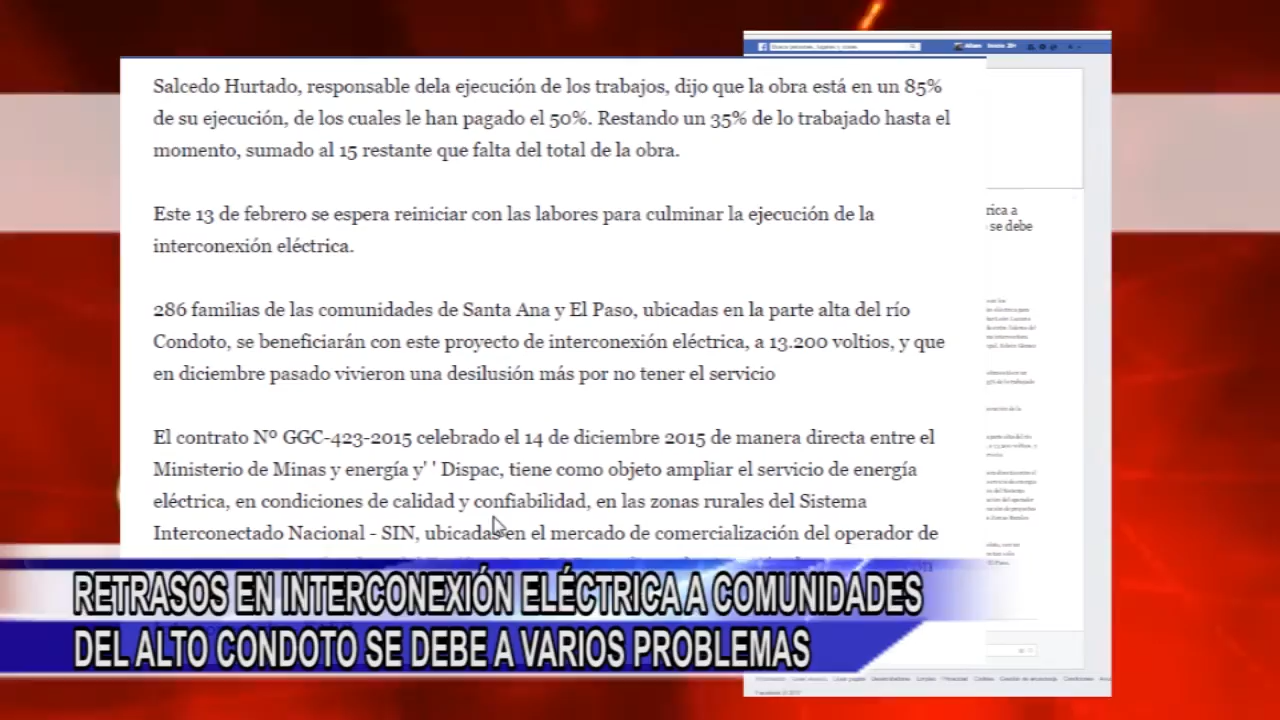 Busca personas, lugares y cosas
Salcedo Hurtado, responsable dela ejecución de los trabajos, dijo que la obra está en un 85%
de su ejecución, de los cuales le han pagado el 50%. Restando un 35% de lo trabajado hasta el
momento, sumado al 15 restante que falta del total de la obra.
Este 13 de febrero se espera reiniciar con las labores para culminar la ejecución de la
interconexión eléctrica.
286 familias de las comunidades de Santa Ana y El Paso, ubicadas en la parte alta del río
Condoto, se beneficiarán con este proyecto de interconexión eléctrica, a 13.200 voltios, y que
en diciembre pasado vivieron una desilusión más por no tener el servicio
El contrato Nº GGC-423-2015 celebrado el 14 de diciembre 2015 de manera directa entre el
Ministerio de Minas y energía y' ' Dispac, tiene como objeto ampliar el servicio de energía
eléctrica, en condiciones de calidad y confiabilidad, en las zonas rurales del Sistema
Interconectado Nacional - SIN, ubicadas en el mercado de comercialización del operador de
rica a
se debe
RETRASOS EN INTERCONEXIÓN ELÉCTRICA A COMUNIDADES
DEL ALTO CONDOTO SE DEBE A VARIOS PROBLEMAS